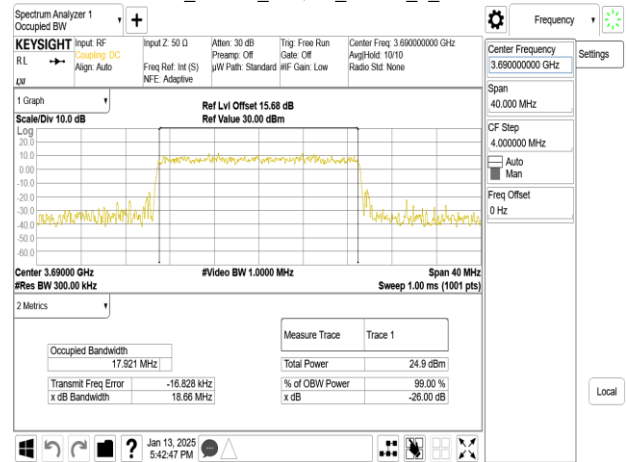 Spectrum Analyzer 1
Occupied BW
Frequency
KEYSIGHT
RL
Input: RF
Coupling: DC
Align: Auto
Input Z: 50 Ω
Freq Ref: Int (S)
NFE: Adaptive
Atten: 30 dB
Preamp: Off
µW Path: Standard
Trig: Free Run
Gate: Off
#IF Gain: Low
Center Freq: 3.690000000 GHz
Avg|Hold: 10/10
Radio Std: None
Center Frequency
3.690000000 GHz
Settings
Span
40.000 MHz
CF Step
4.000000 MHz
Auto
Man
Freq Offset
0 Hz
Local
1 Graph
Scale/Div 10.0 dB
Ref Lvl Offset 15.68 dB
Ref Value 30.00 dBm
Log
20.0
10.0
0.00
-10.0
-20.0
-30.0
-40.0
-50.0
-60.0
Center 3.69000 GHz
#Video BW 1.0000 MHz
Span 40 MHz
#Res BW 300.00 kHz
Sweep 1.00 ms (1001 pts)
2 Metrics
Measure Trace
Trace 1
Occupied Bandwidth
17.921 MHz
Total Power
24.9 dBm
Transmit Freq Error
-16.828 kHz
% of OBW Power
99.00 %
x dB Bandwidth
18.66 MHz
x dB
-26.00 dB
?
Jan 13, 2025
5:42:47 PM